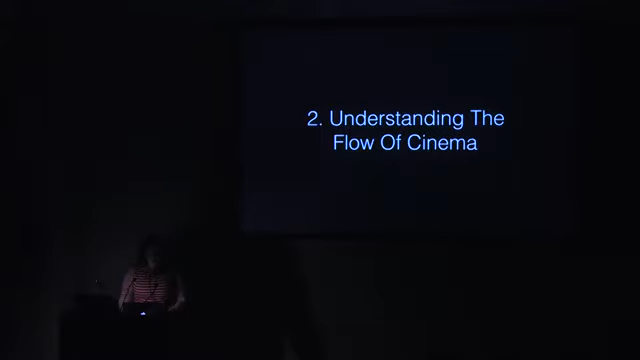 2. Understanding The
Flow Of Cinema